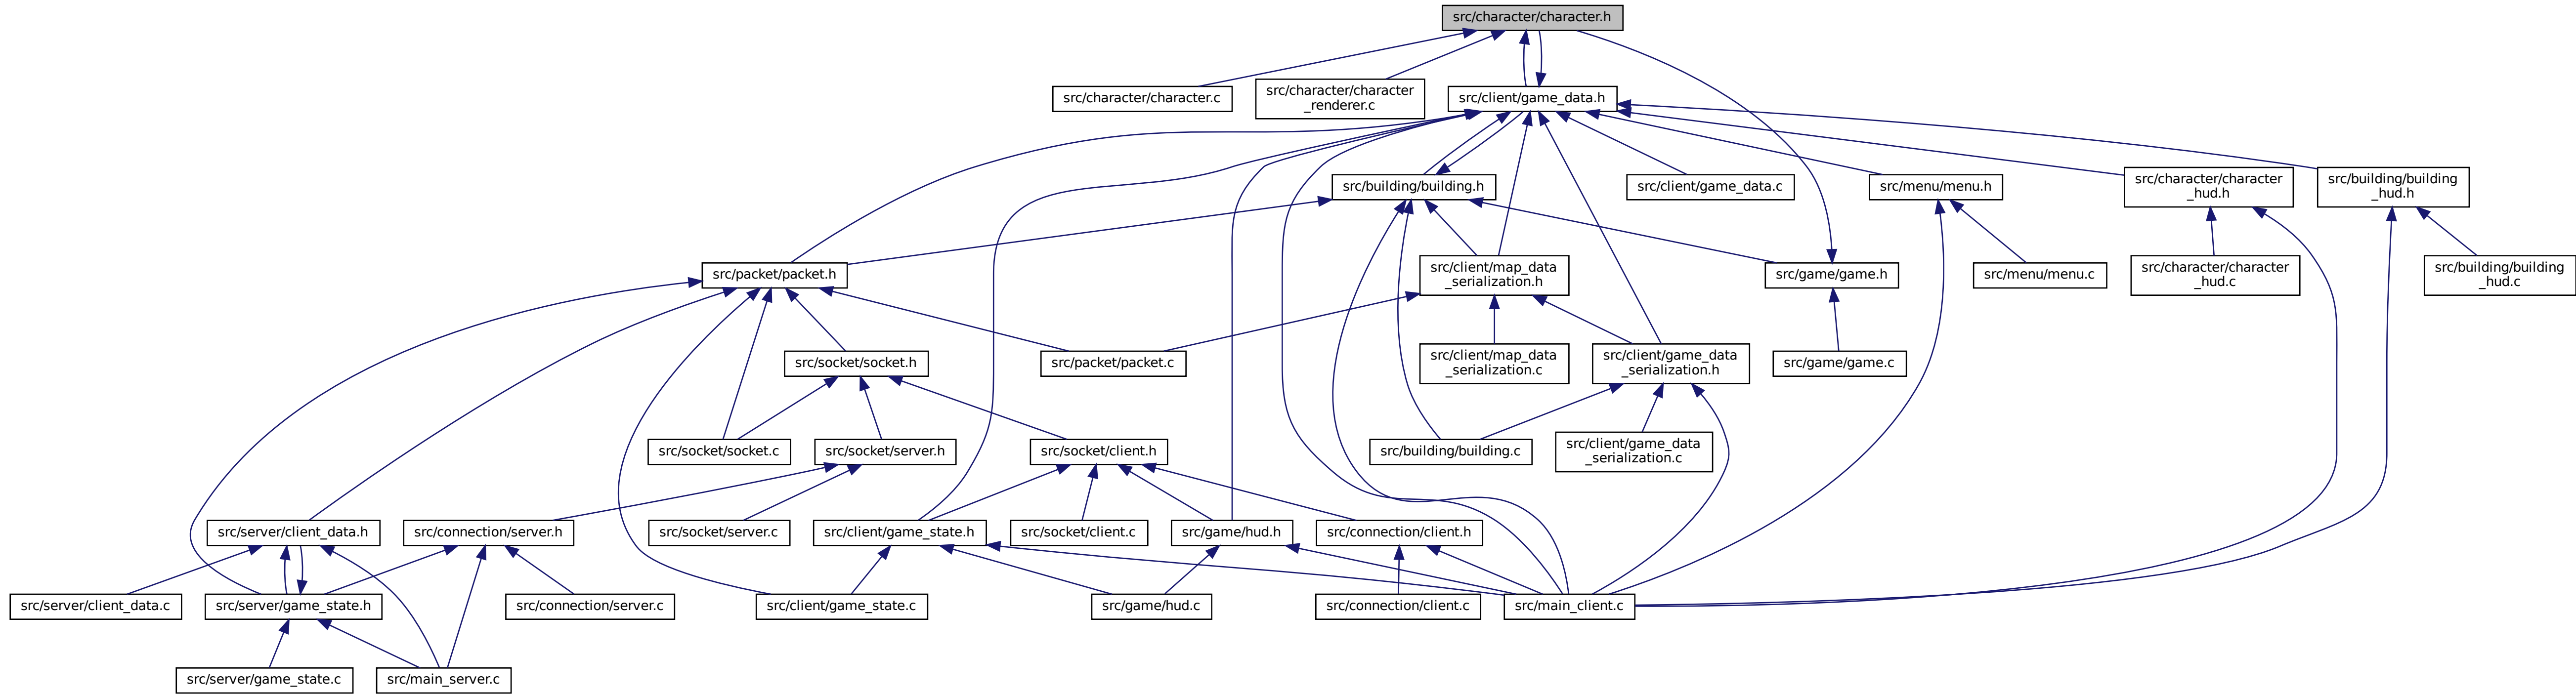 src/character/character.h
src/character/character.c
src/character/character
_renderer.c
src/client/game_data.h
src/building/building.h
src/client/game_data.c
src/menu/menu.h
src/character/character
_hud.h
src/building/building
_hud.h
src/packet/packet.h
src/client/map_data
_serialization.h
src/game/game.h
src/menu/menu.c
src/character/character
_hud.c
src/building/building
_hud.c
src/socket/socket.h
src/packet/packet.c
src/client/map_data
_serialization.c
src/client/game_data
_serialization.h
src/game/game.c
src/socket/socket.c
src/socket/server.h
src/socket/client.h
src/building/building.c
src/client/game_data
_serialization.c
src/server/client_data.h
src/connection/server.h
src/socket/server.c
src/client/game_state.h
src/socket/client.c
src/game/hud.h
src/connection/client.h
src/server/client_data.c
src/server/game_state.h
src/connection/server.c
src/client/game_state.c
src/game/hud.c
src/connection/client.c
src/main_client.c
src/server/game_state.c
src/main_server.c